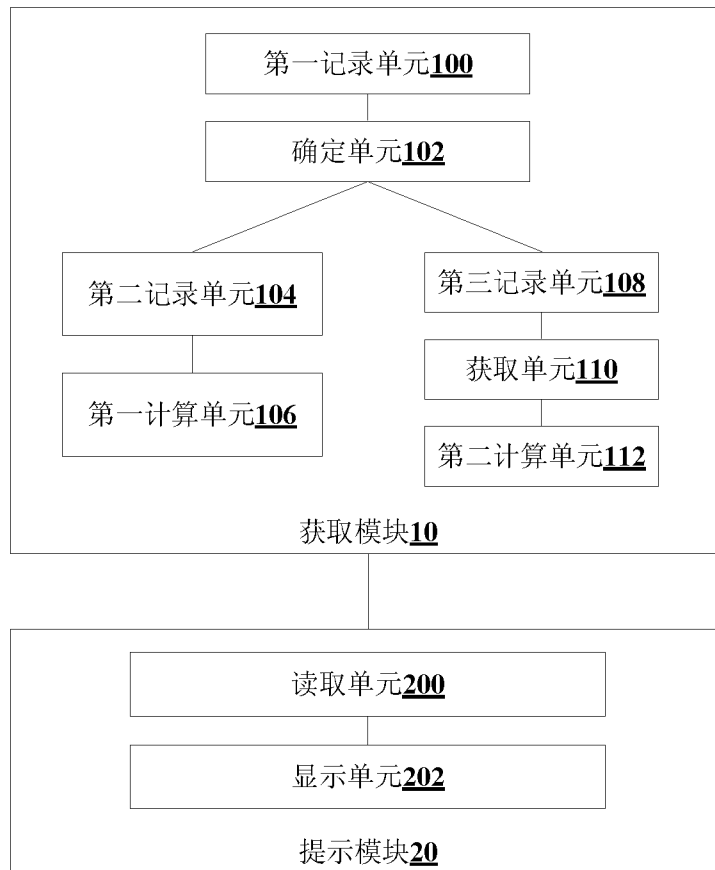 第一记录单元100
确定单元102
第二记录单元104
第一计算单元106
第三记录单元108
获取单元110
第二计算单元112
获取模块10
读取单元200
显示单元202
提示模块20